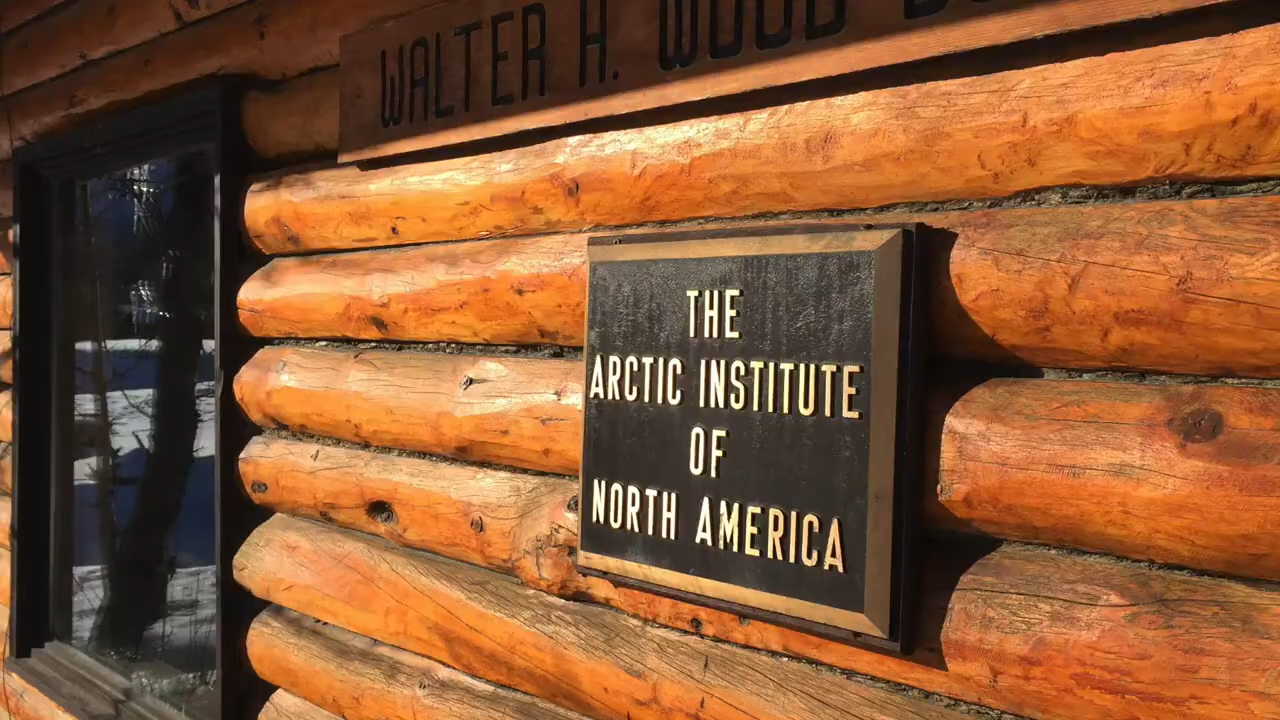 WALTER H. WOOD
THE
ARCTIC INSTITUTE
OF
NORTH AMERICA